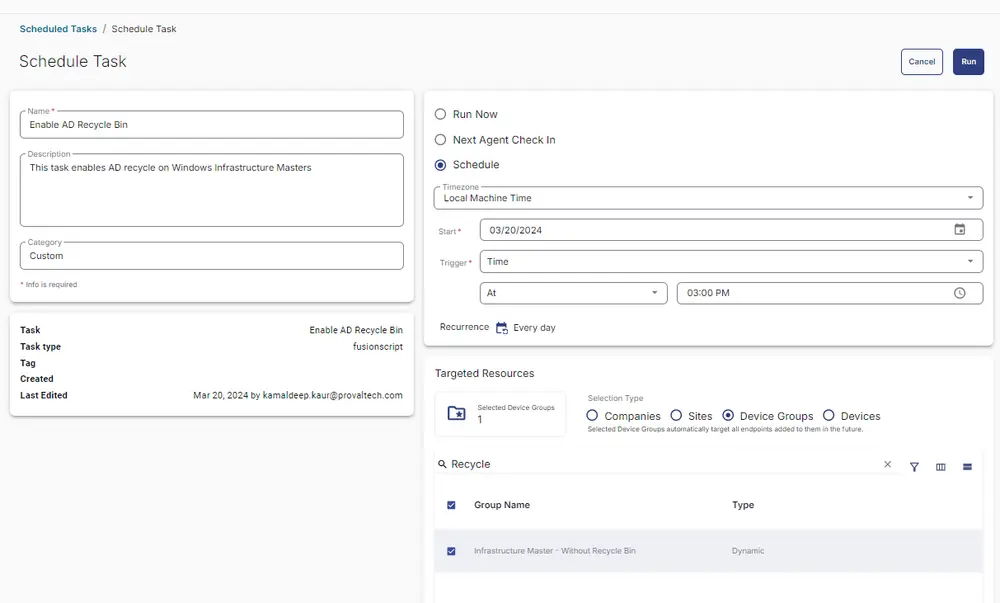 Scheduled Tasks / Schedule Task
Schedule Task
Cancel
Run
Name *
Enable AD Recycle Bin
Description
This task enables AD recycle on Windows Infrastructure Masters
Category
Custom
* Info is required
Task Enable AD Recycle Bin
Task type fusionscript
Tag
Created
Last Edited Mar 20, 2024 by kamaldeep.kaur@provaltech.com
Run Now
Next Agent Check In
Schedule
Timezone
Local Machine Time
Start * 03/20/2024
Trigger * Time
At 03:00 PM
Recurrence Every day
Targeted Resources
Selected Device Groups
1
Selection Type
Companies Sites Device Groups Devices
Selected Device Groups automatically target all endpoints added to them in the future.
Recycle
Group Name Type
Infrastructure Master - Without Recycle Bin Dynamic